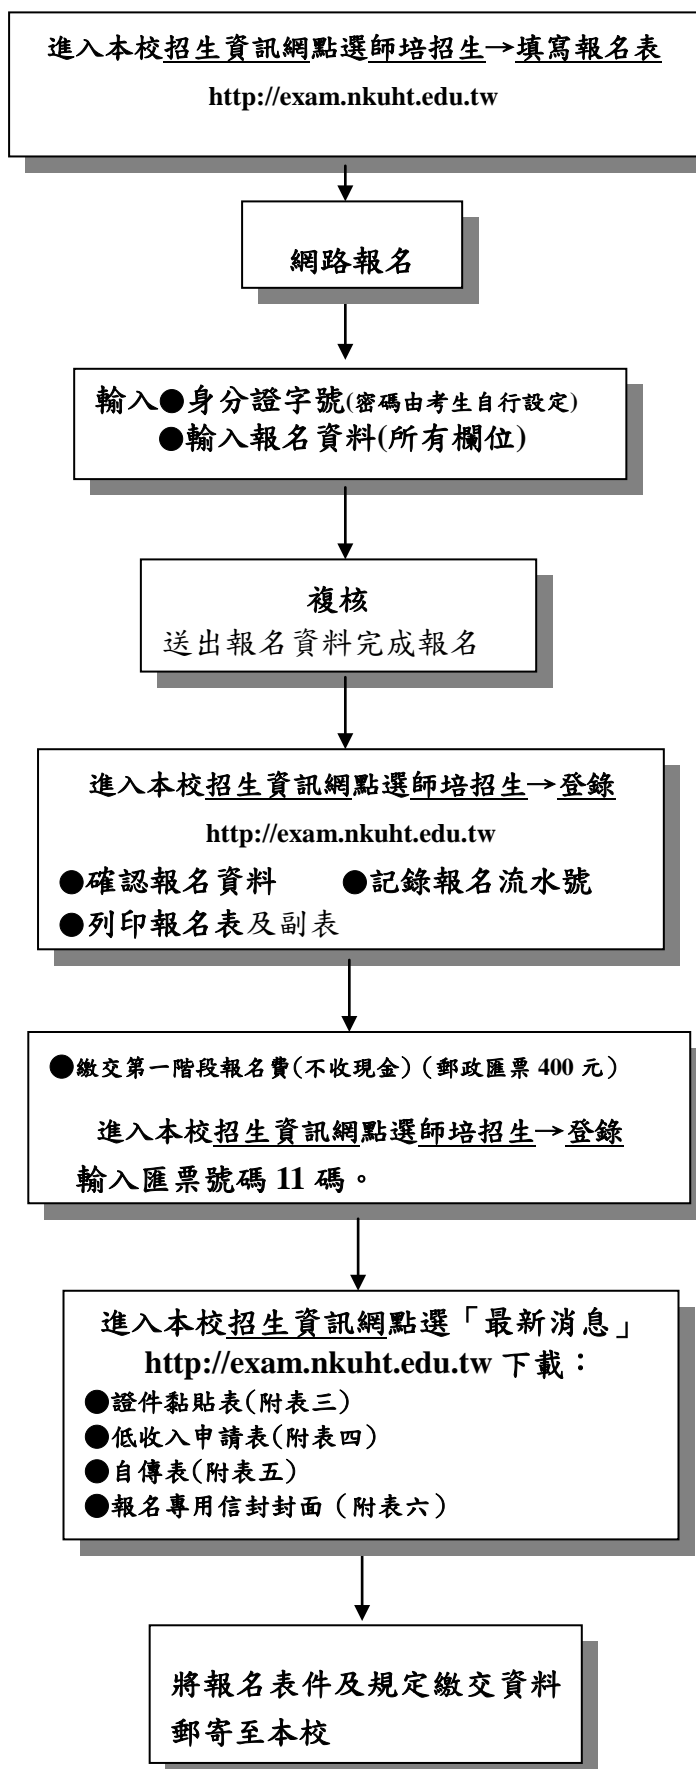 進入本校招生資訊網點選師培招生→填寫報名表
http://exam.nkuht.edu.tw
網路報名
輸入●身分證字號(密碼由考生自行設定)
●輸入報名資料(所有欄位)
複核
送出報名資料完成報名
進入本校招生資訊網點選師培招生→登錄
http://exam.nkuht.edu.tw
●確認報名資料 ●記錄報名流水號
●列印報名表及副表
●繳交第一階段報名費(不收現金)(郵政匯票 400 元)
進入本校招生資訊網點選師培招生→登錄
輸入匯票號碼 11 碼。
進入本校招生資訊網點選「最新消息」
http://exam.nkuht.edu.tw 下載：
●證件黏貼表(附表三)
●低收入申請表(附表四)
●自傳表(附表五)
●報名專用信封封面（附表六）
將報名表件及規定繳交資料
郵寄至本校